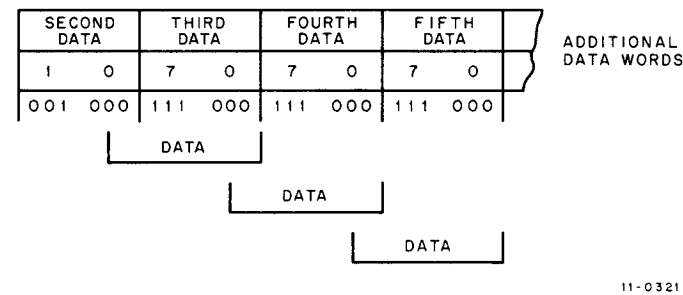 SECOND DATA THIRD DATA FOURTH DATA FIFTH DATA
ADDITIONAL DATA WORDS
1 0 7 0 7 0 7 0
001 000 111 000 111 000 111 000
DATA
DATA
DATA
11-0321